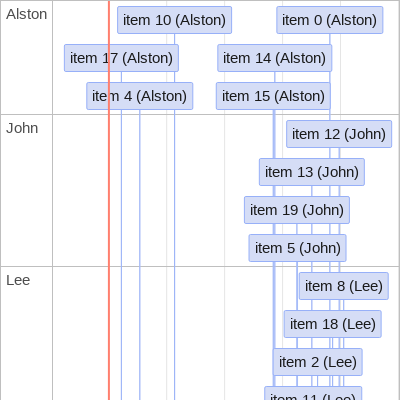 Alston
item 10 (Alston)
item 0 (Alston)
item 17 (Alston)
item 14 (Alston)
item 4 (Alston)
item 15 (Alston)
John
item 12 (John)
item 13 (John)
item 19 (John)
item 5 (John)
Lee
item 8 (Lee)
item 18 (Lee)
item 2 (Lee)
item 11 (Lee)